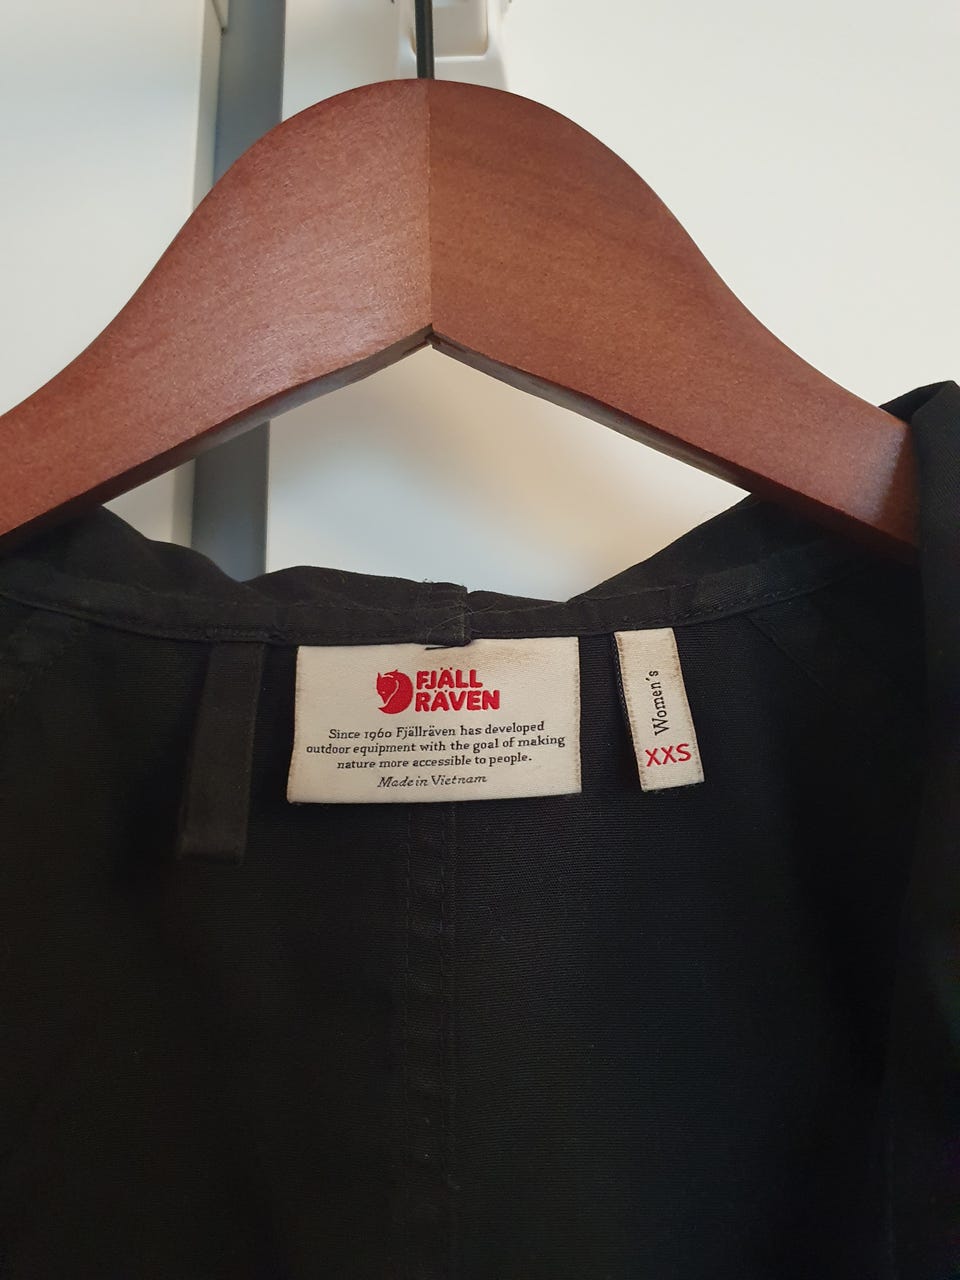 FJÄLL
RÄVEN
Since 1960 Fjällräven has developed
outdoor equipment with the goal of making
nature more accessible to people.
Made in Vietnam
Women's
XXS